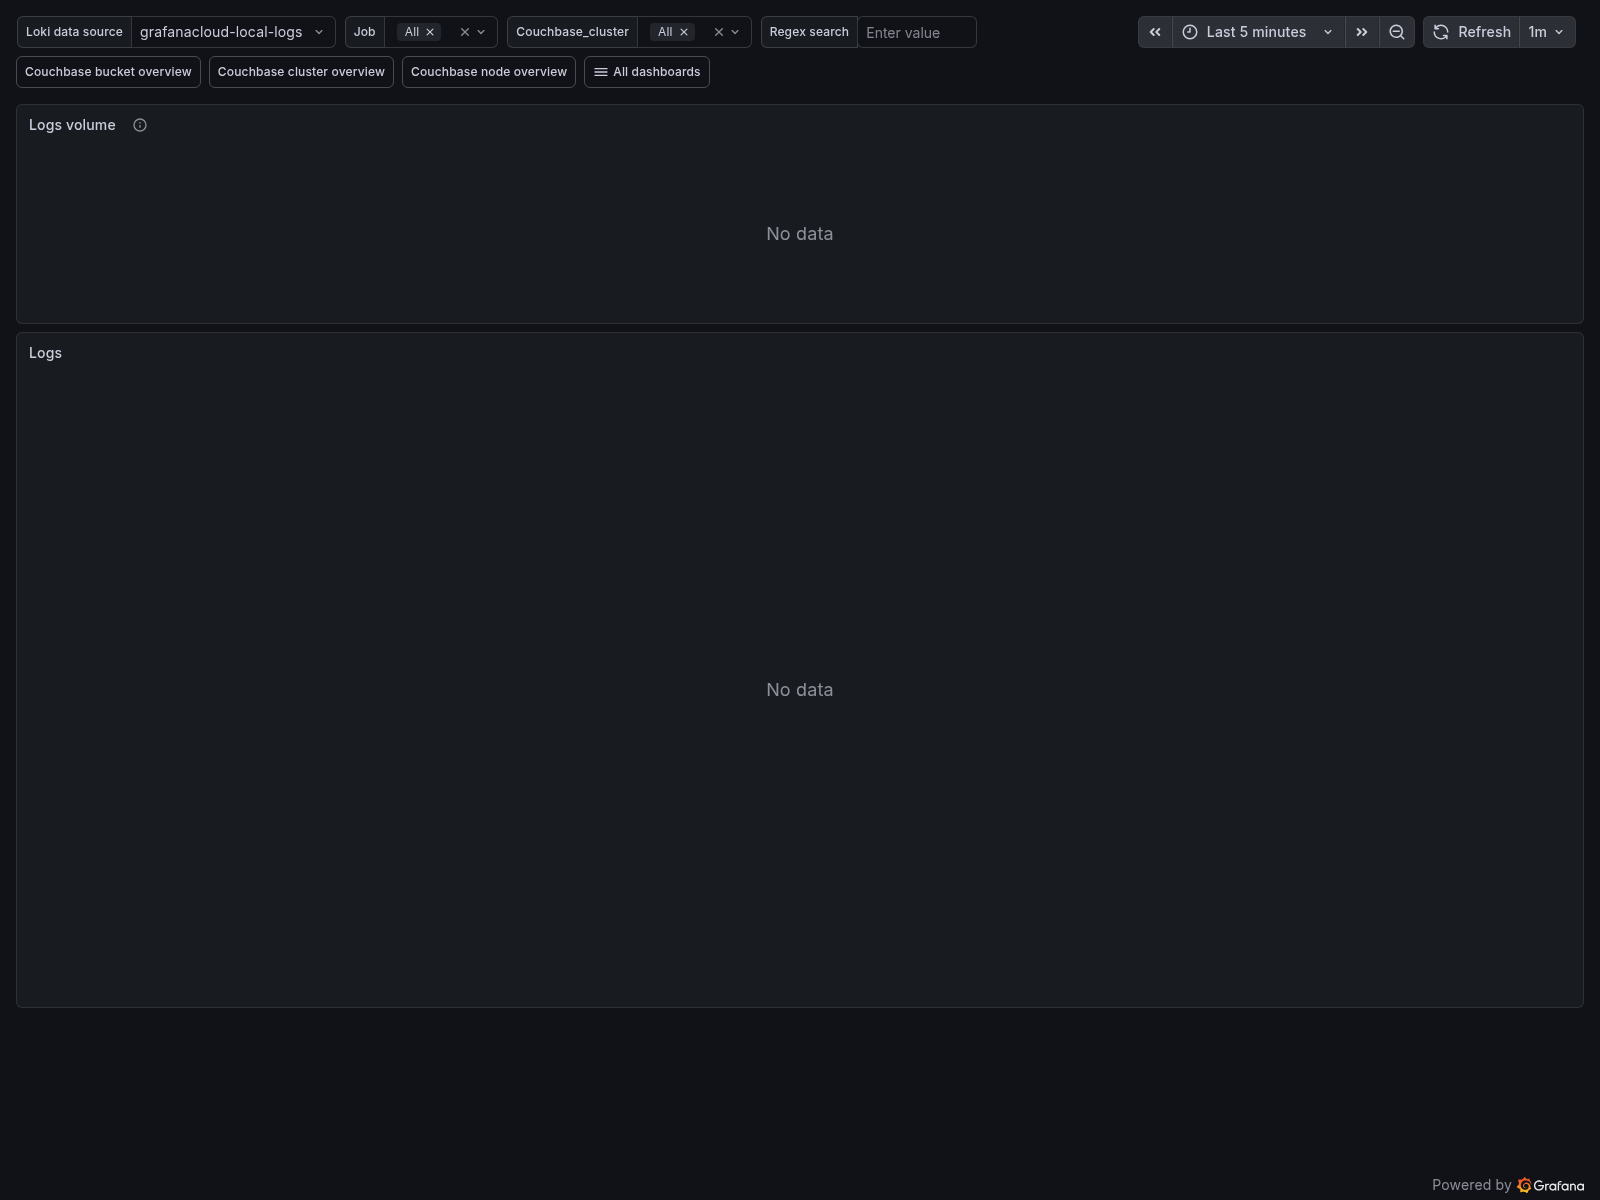 Loki data source grafanacloud-local-logs Job All Couchbase_cluster All Regex search Enter value Last 5 minutes Refresh 1m
Couchbase bucket overview Couchbase cluster overview Couchbase node overview All dashboards
Logs volume
No data
Logs
No data
Powered by Grafana